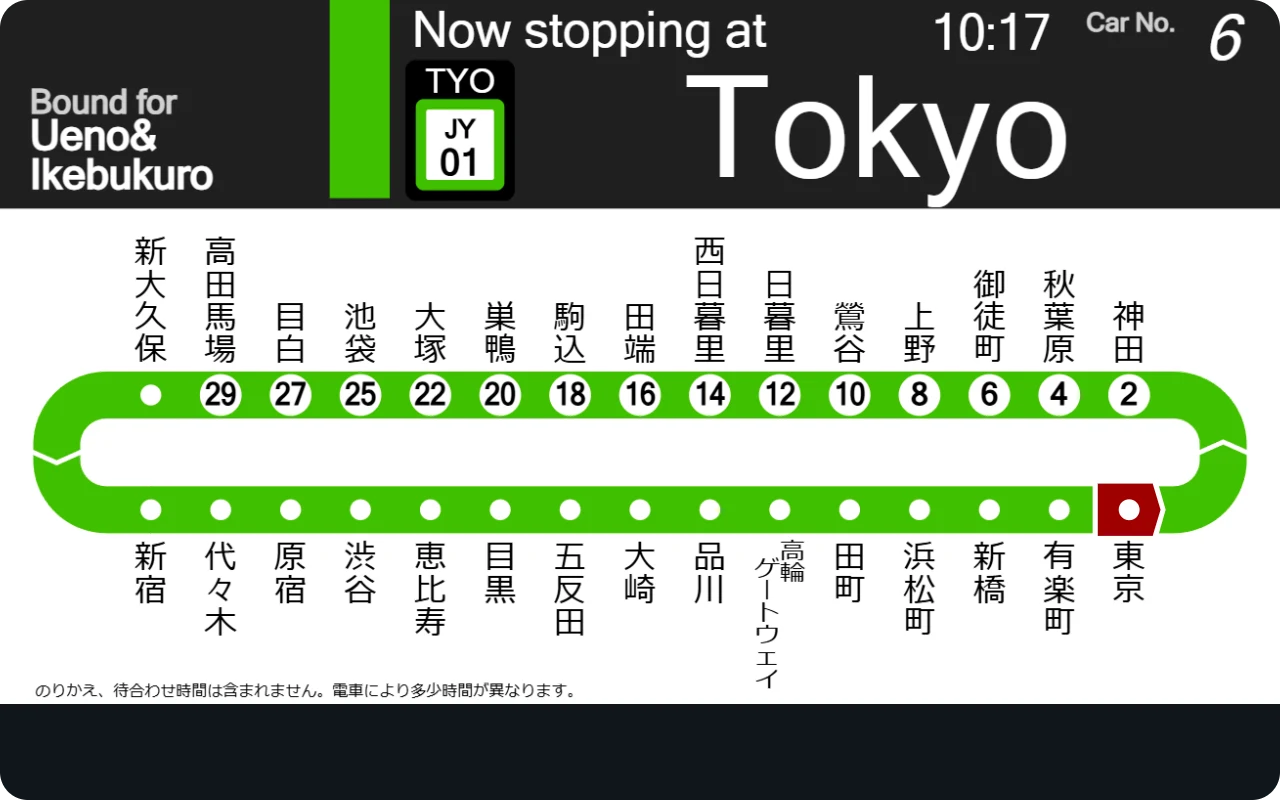 Now stopping at
10:17
Car No.
6
Bound for
Ueno&
Ikebukuro
TYO
JY
01
Tokyo
新大久保
高田馬場
目白
池袋
大塚
巣鴨
駒込
田端
西日暮里
日暮里
鶯谷
上野
御徒町
秋葉原
神田
29
27
25
22
20
18
16
14
12
10
8
6
4
2
新宿
代々木
原宿
渋谷
恵比寿
目黒
五反田
大崎
品川
高輪
ゲートウェイ
田町
浜松町
新橋
有楽町
東京
のりかえ、待合わせ時間は含まれません。電車により多少時間が異なります。